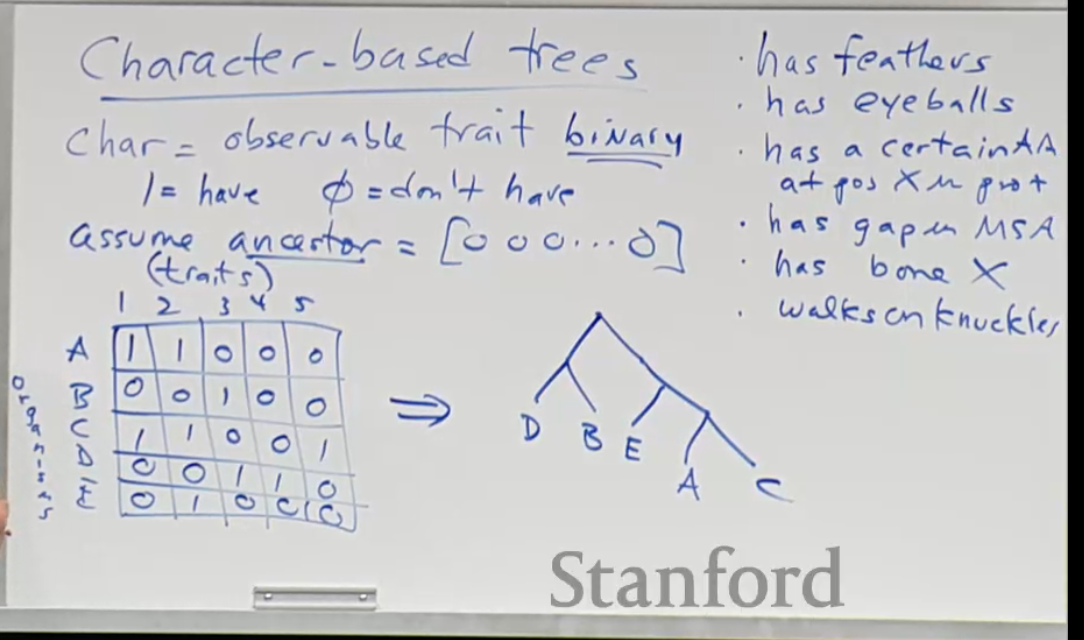 Character-based trees
char = observable trait binary
1 = have ϕ = don't have
assume ancestor = [0 0 0 ... 0]
(traits)
1 2 3 4 5
A 1 1 0 0 0
B 0 0 1 0 0
C 1 1 0 0 1
D 0 0 1 1 0
E 0 1 0 0 0
organisms
⇒
D B E
A C
· has feathers
· has eyeballs
· has a certain AA
at pos X in prot
· has gap in MSA
· has bone X
· walks on knuckles
Stanford